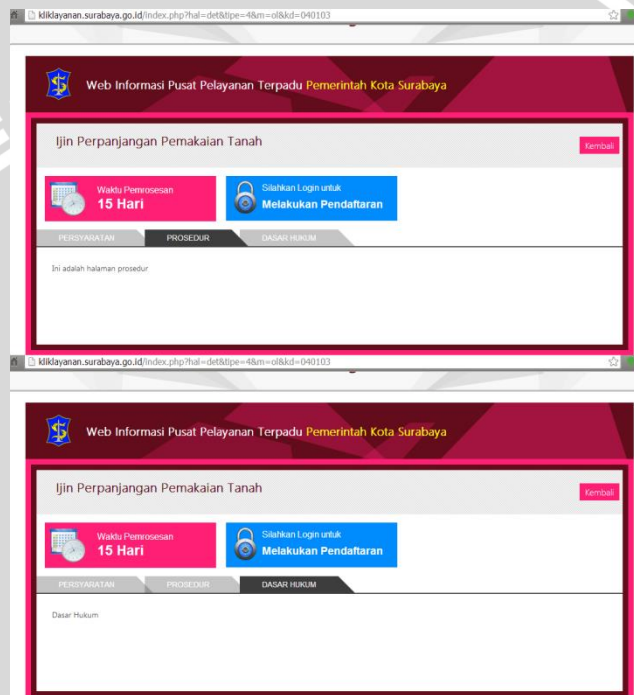 kliklayanan.surabaya.go.id/index.php?hal=det&tipe=4&m=ol&kd=040103
Web Informasi Pusat Pelayanan Terpadu Pemerintah Kota Surabaya
Ijin Perpanjangan Pemakaian Tanah
Kembali
Waktu Pemrosesan
15 Hari
Silahkan Login untuk
Melakukan Pendaftaran
PERSYARATAN PROSEDUR DASAR HUKUM
Ini adalah halaman prosedur
kliklayanan.surabaya.go.id/index.php?hal=det&tipe=4&m=ol&kd=040103
Web Informasi Pusat Pelayanan Terpadu Pemerintah Kota Surabaya
Ijin Perpanjangan Pemakaian Tanah
Kembali
Waktu Pemrosesan
15 Hari
Silahkan Login untuk
Melakukan Pendaftaran
PERSYARATAN PROSEDUR DASAR HUKUM
Dasar Hukum